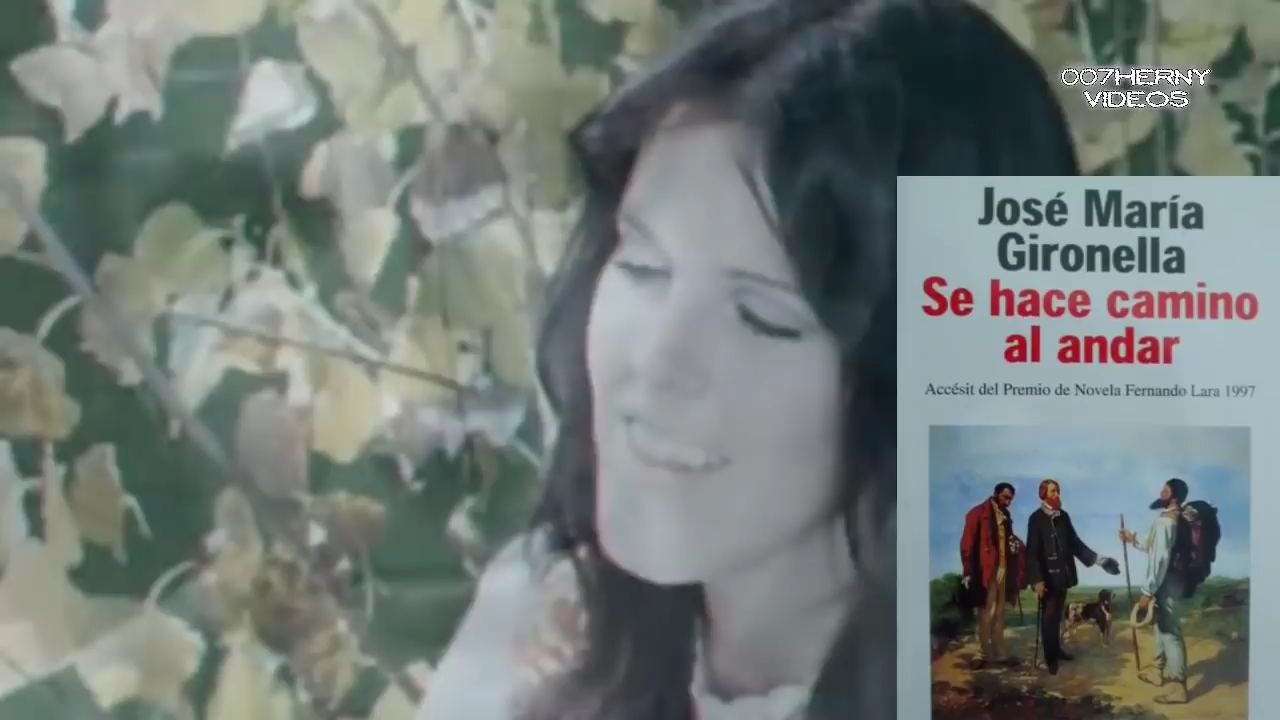 007HERNY
VIDEOS
José María
Gironella
Se hace camino
al andar
Accésit del Premio de Novela Fernando Lara 1997